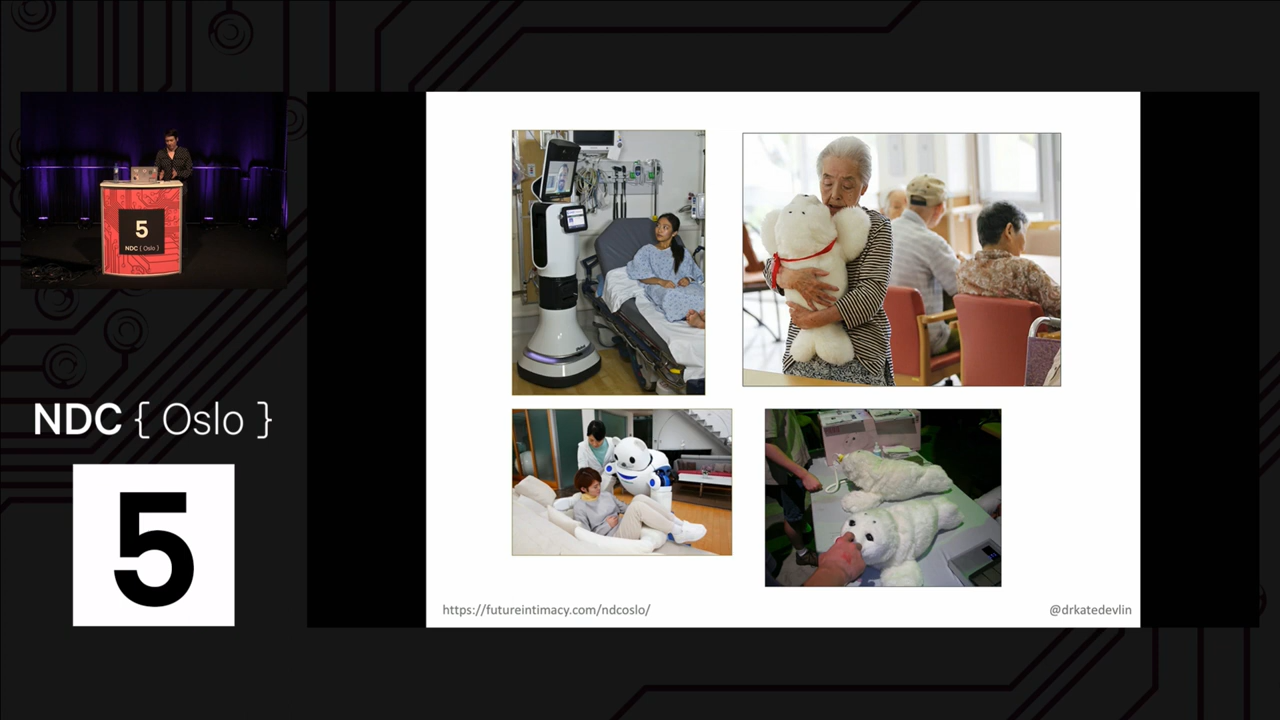 5
NDC { Oslo }
NDC { Oslo }
5
https://futureintimacy.com/ndcoslo/
@drkatedevlin